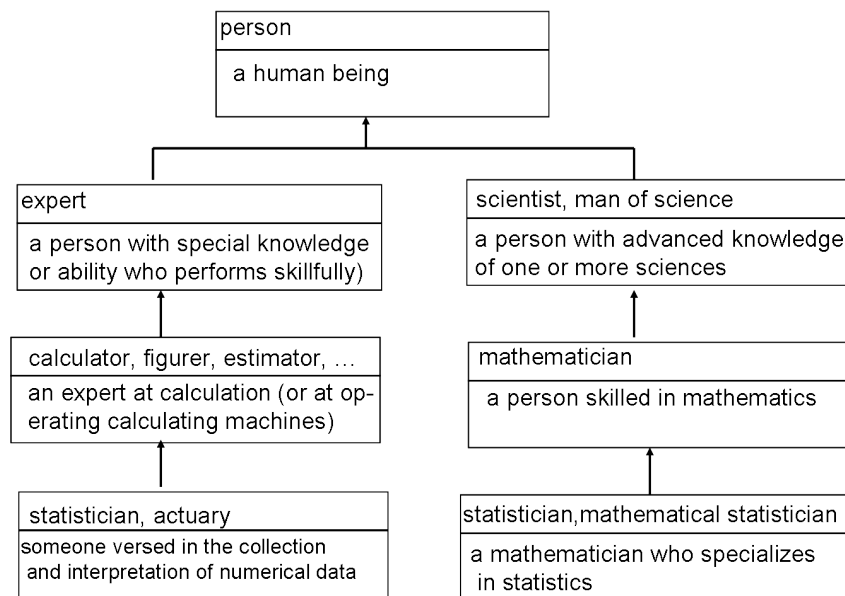 person
a human being
expert
a person with special knowledge
or ability who performs skillfully)
scientist, man of science
a person with advanced knowledge
of one or more sciences
calculator, figurer, estimator, …
an expert at calculation (or at op-
erating calculating machines)
mathematician
a person skilled in mathematics
statistician, actuary
someone versed in the collection
and interpretation of numerical data
statistician,mathematical statistician
a mathematician who specializes
in statistics